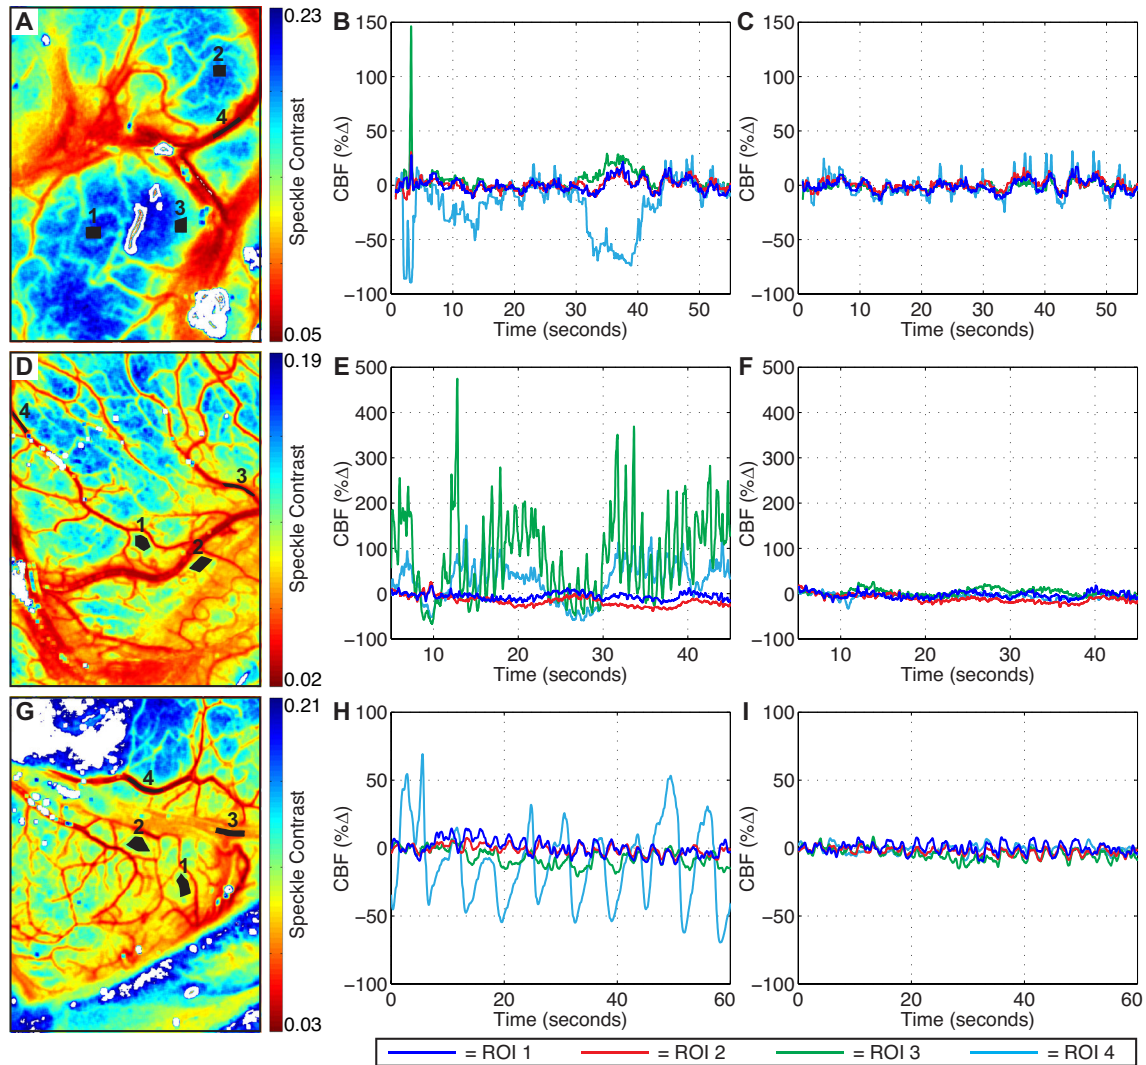 A
0.23
2
4
1
3
Speckle Contrast
0.05
B
150
100
50
0
−50
−100
CBF (%Δ)
0 10 20 30 40 50
Time (seconds)
C
150
100
50
0
−50
−100
CBF (%Δ)
0 10 20 30 40 50
Time (seconds)
D
0.19
4
3
1
2
Speckle Contrast
0.02
E
500
400
300
200
100
0
−100
CBF (%Δ)
10 20 30 40
Time (seconds)
F
500
400
300
200
100
0
−100
CBF (%Δ)
10 20 30 40
Time (seconds)
G
0.21
4
3
2
1
Speckle Contrast
0.03
H
100
50
0
−50
−100
CBF (%Δ)
0 20 40 60
Time (seconds)
I
100
50
0
−50
−100
CBF (%Δ)
0 20 40 60
Time (seconds)
= ROI 1 = ROI 2 = ROI 3 = ROI 4